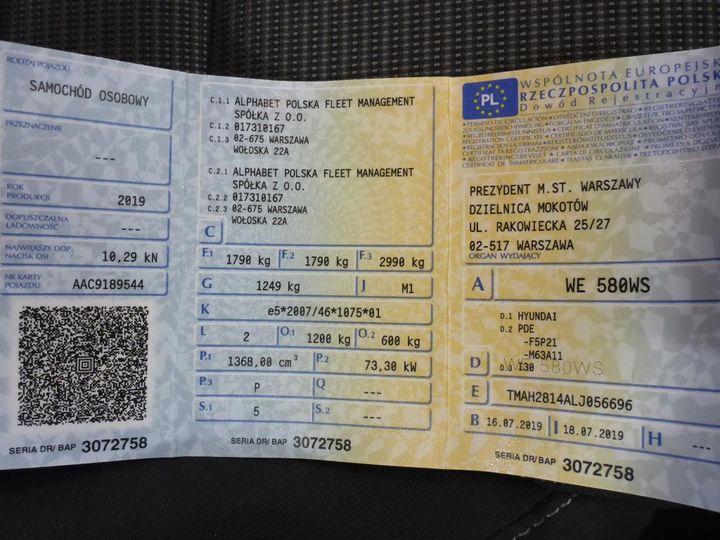 RODZAJ POJAZDU
SAMOCHÓD OSOBOWY
PRZEZNACZENIE
---
ROK
PRODUKCJI
2019
DOPUSZCZALNA
ŁADOWNOŚĆ
---
NAJWIĘKSZY DOP.
NACISK OSI
10,29 kN
NR KARTY
POJAZDU
AAC9189544
SERIA DR/ BAP 3072758
C.1.1 ALPHABET POLSKA FLEET MANAGEMENT
SPÓŁKA Z O.O.
C.1.2 017310167
C.1.3 02-675 WARSZAWA
WOŁOSKA 22A
C.2.1 ALPHABET POLSKA FLEET MANAGEMENT
SPÓŁKA Z O.O.
C.2.2 017310167
C.2.3 02-675 WARSZAWA
WOŁOSKA 22A
C
F.1 1790 kg F.2 1790 kg F.3 2990 kg
G 1249 kg J M1
K e5*2007/46*1075*01
L 2 O.1 1200 kg O.2 600 kg
P.1 1368,00 cm³ P.2 73,30 kW
P.3 P Q ---
S.1 5 S.2 ---
SERIA DR/ BAP 3072758
PL
WSPÓLNOTA EUROPEJSK
RZECZPOSPOLITA POLSK
Dowód Rejestracyjn
PREZYDENT M.ST. WARSZAWY
DZIELNICA MOKOTÓW
UL. RAKOWIECKA 25/27
02-517 WARSZAWA
ORGAN WYDAJĄCY
A WE 580WS
D.1 HYUNDAI
D.2 PDE
-F5P21
-M63A11
D D.3 I30
WE 580WS
E TMAH2814ALJ056696
B 16.07.2019 I 18.07.2019 H ---
SERIA DR/ BAP 3072758